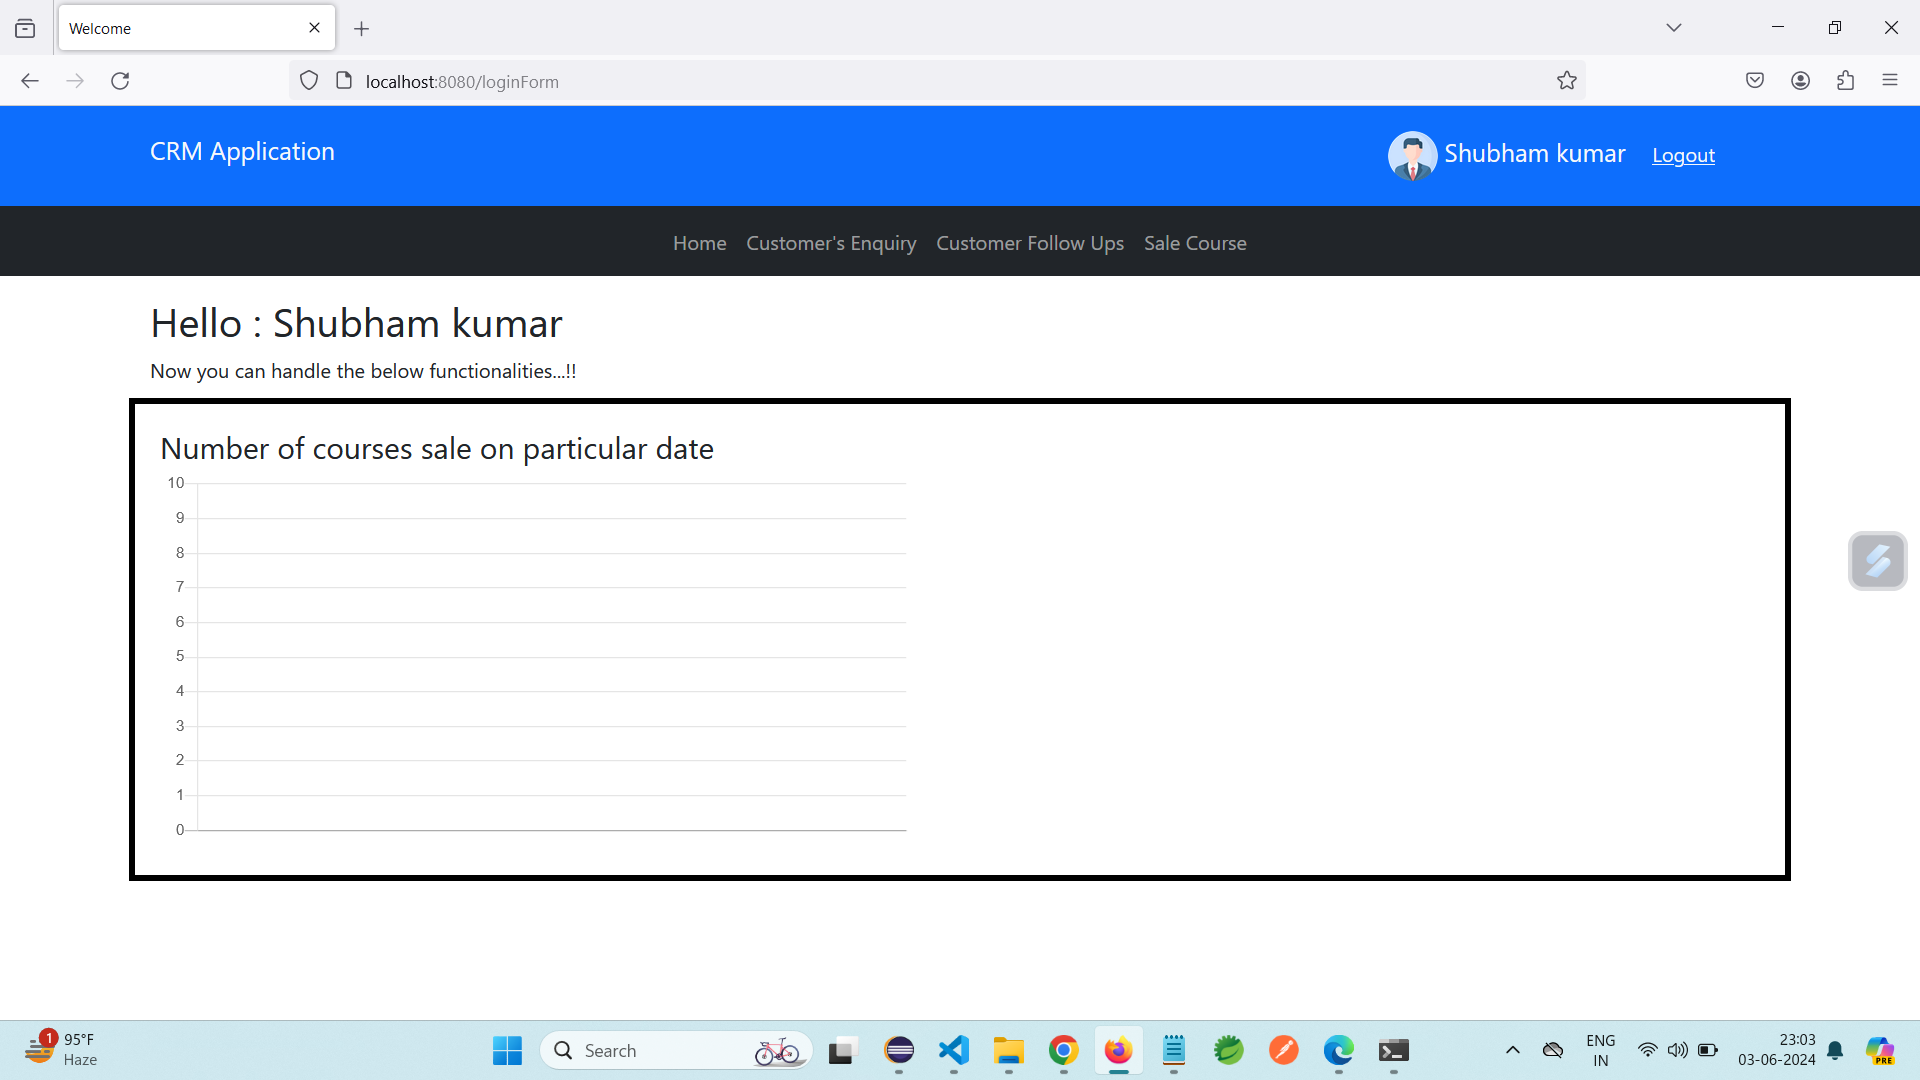 Welcome
localhost:8080/loginForm
CRM Application
Shubham kumar Logout
Home Customer's Enquiry Customer Follow Ups Sale Course
Hello : Shubham kumar
Now you can handle the below functionalities...!!
Number of courses sale on particular date
10
9
8
7
6
5
4
3
2
1
0
1
95°F
Haze
Search
ENG
IN
23:03
03-06-2024
PRE